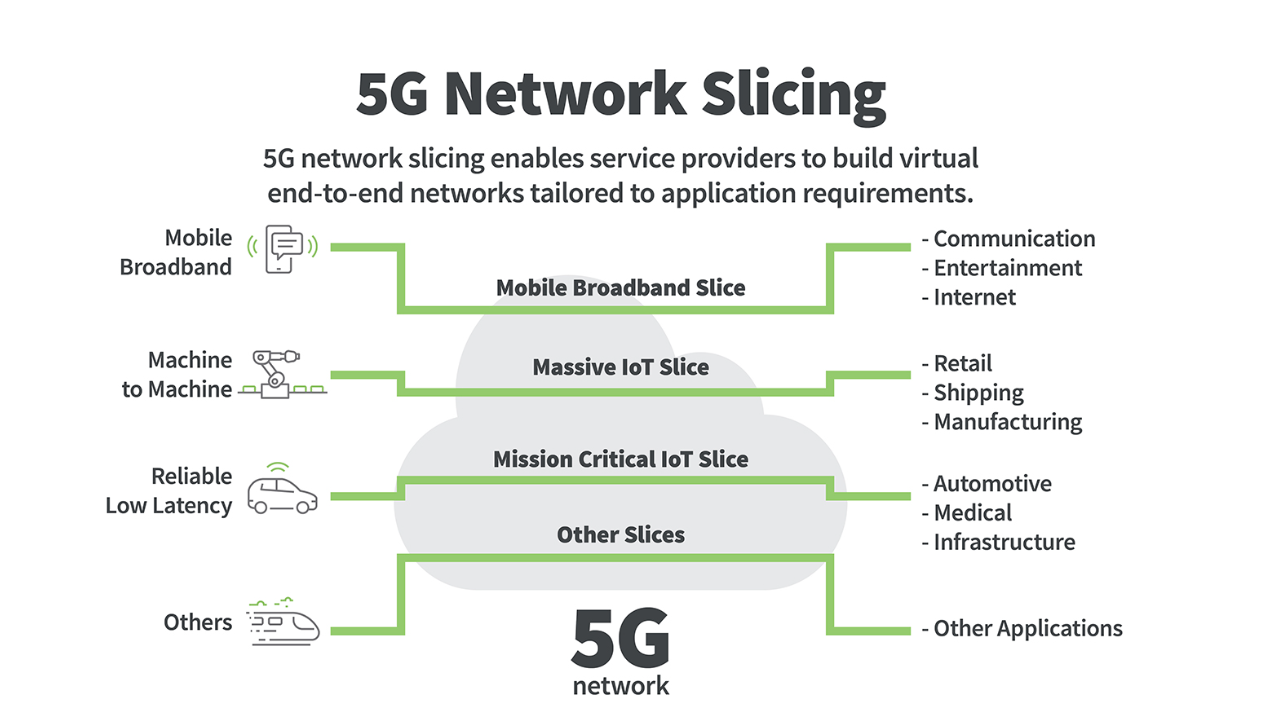 5G Network Slicing
5G network slicing enables service providers to build virtual
end-to-end networks tailored to application requirements.
Mobile
Broadband
Mobile Broadband Slice
- Communication
- Entertainment
- Internet
Machine
to Machine
Massive IoT Slice
- Retail
- Shipping
- Manufacturing
Reliable
Low Latency
Mission Critical IoT Slice
- Automotive
- Medical
- Infrastructure
Others
Other Slices
- Other Applications
5G
network